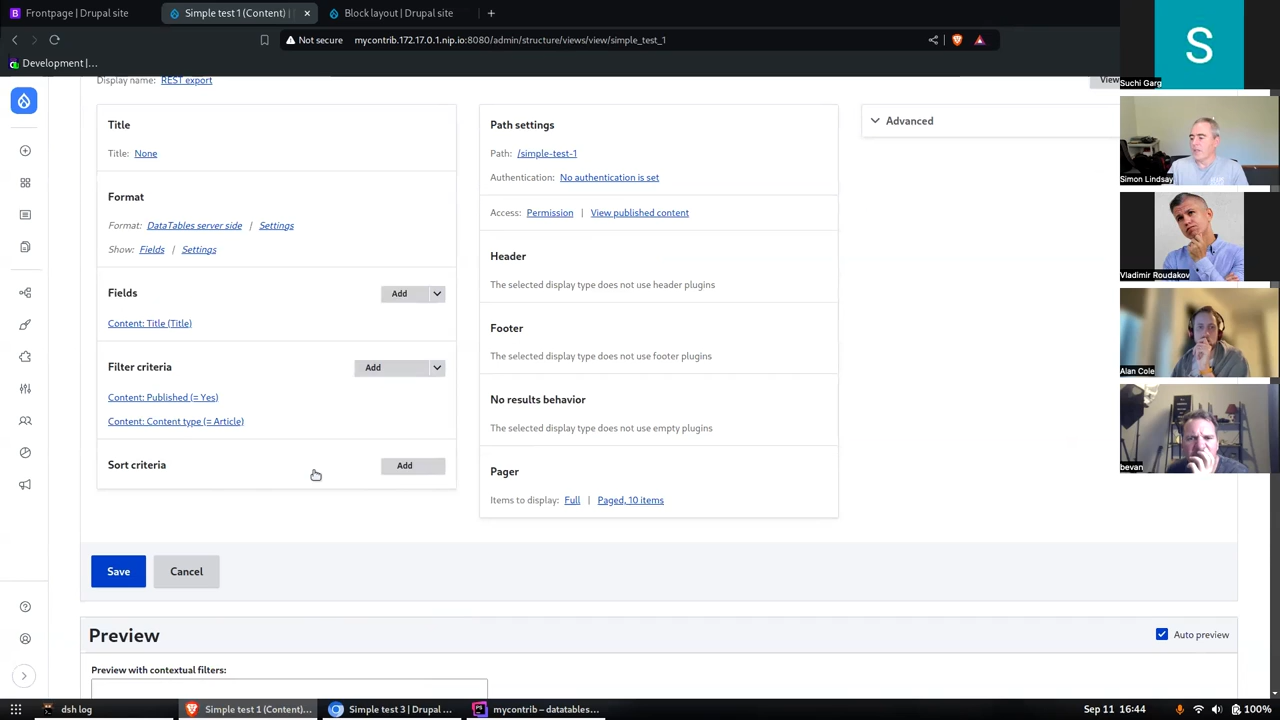 Frontpage | Drupal site
Simple test 1 (Content) |
Block layout | Drupal site
Not secure
mycontrib.172.17.0.1.nip.io:8080/admin/structure/views/view/simple_test_1
Development |...
Display name: REST export
View
Title
Title: None
Format
Format: DataTables server side | Settings
Show: Fields | Settings
Fields
Add
Content: Title (Title)
Filter criteria
Add
Content: Published (= Yes)
Content: Content type (= Article)
Sort criteria
Add
Path settings
Path: /simple-test-1
Authentication: No authentication is set
Access: Permission | View published content
Header
The selected display type does not use header plugins
Footer
The selected display type does not use footer plugins
No results behavior
The selected display type does not use empty plugins
Pager
Items to display: Full | Paged, 10 items
Advanced
Save
Cancel
Preview
Auto preview
Preview with contextual filters:
S
Suchi Garg
Simon Lindsay
Vladimir Roudakov
Alan Cole
bevan
dsh log
Simple test 1 (Content)...
Simple test 3 | Drupal ...
mycontrib – datatables...
Sep 11 16:44
100%